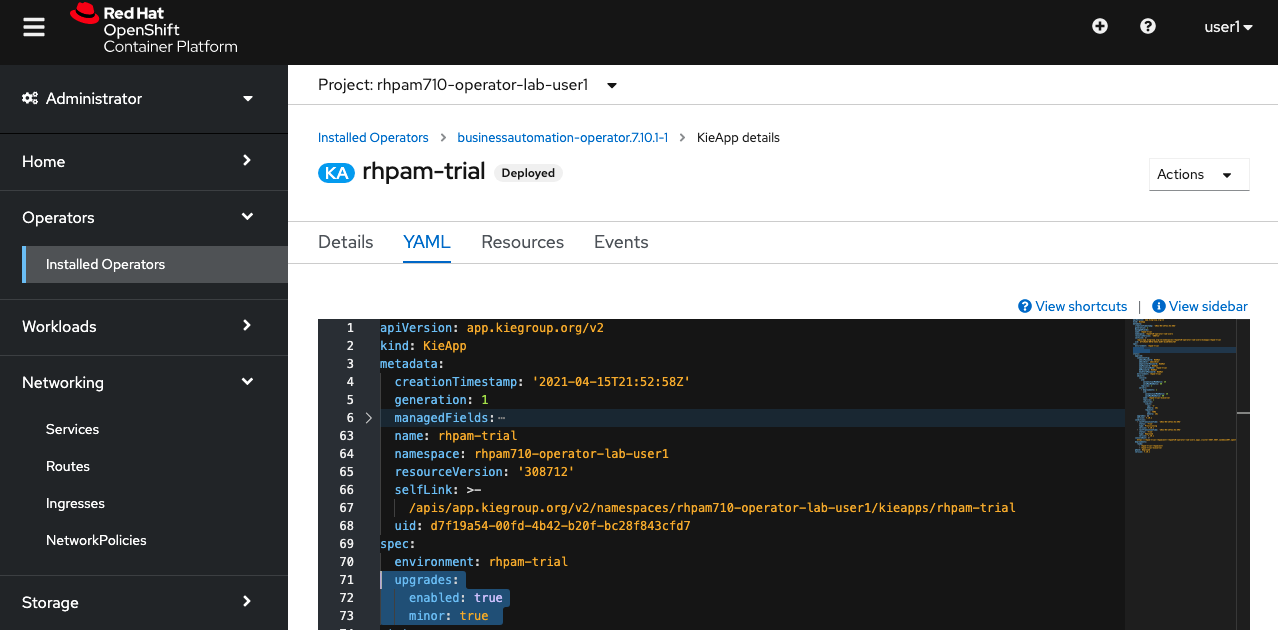 Red Hat
OpenShift
Container Platform
user1
Administrator
Home
Operators
Installed Operators
Workloads
Networking
Services
Routes
Ingresses
NetworkPolicies
Storage
Project: rhpam710-operator-lab-user1
Installed Operators > businessautomation-operator.7.10.1-1 > KieApp details
KA rhpam-trial Deployed
Actions
Details YAML Resources Events
View shortcuts | View sidebar
1 apiVersion: app.kiegroup.org/v2
2 kind: KieApp
3 metadata:
4 creationTimestamp: '2021-04-15T21:52:58Z'
5 generation: 1
6 managedFields:…
63 name: rhpam-trial
64 namespace: rhpam710-operator-lab-user1
65 resourceVersion: '308712'
66 selfLink: >-
67 /apis/app.kiegroup.org/v2/namespaces/rhpam710-operator-lab-user1/kieapps/rhpam-trial
68 uid: d7f19a54-00fd-4b42-b20f-bc28f843cfd7
69 spec:
70 environment: rhpam-trial
71 upgrades:
72 enabled: true
73 minor: true